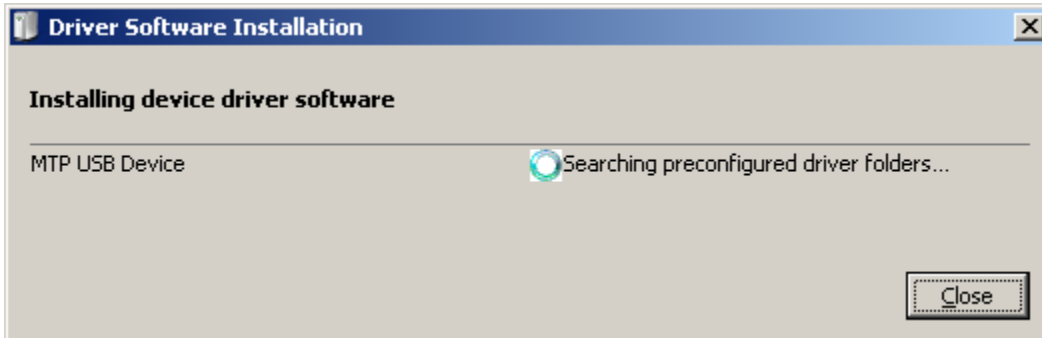 Driver Software Installation
Installing device driver software
MTP USB Device Searching preconfigured driver folders...
Close